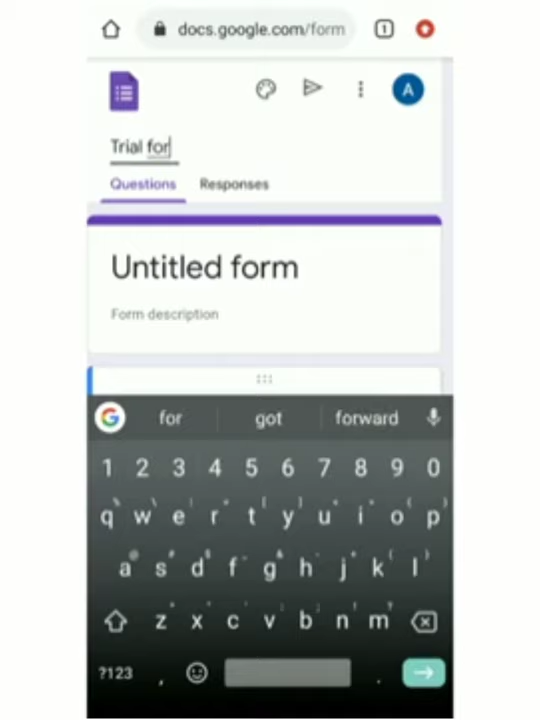 docs.google.com/form 1
A
Trial for
Questions Responses
Untitled form
Form description
for got forward
1 2 3 4 5 6 7 8 9 0
q w e r t y u i o p
a s d f g h j k l
z x c v b n m
?123 , .